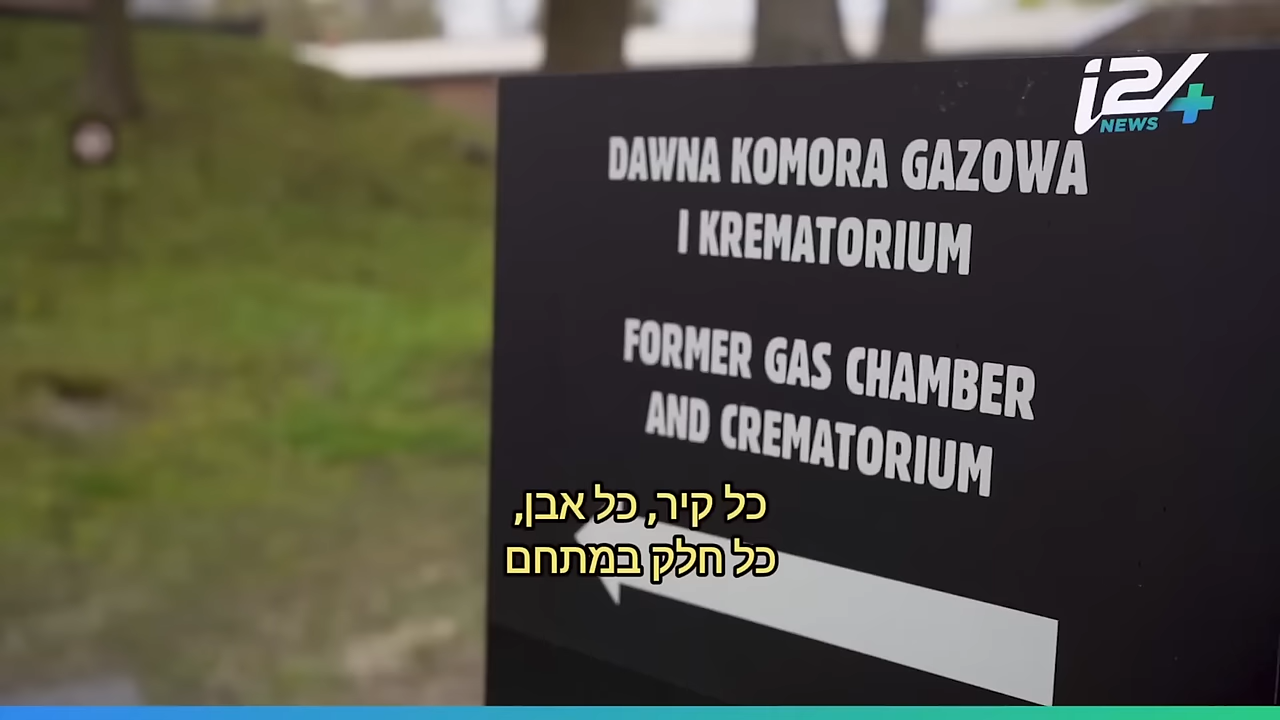 i24+
NEWS
DAWNA KOMORA GAZOWA
I KREMATORIUM
FORMER GAS CHAMBER
AND CREMATORIUM
כל קיר, כל אבן,
כל חלק במתחם